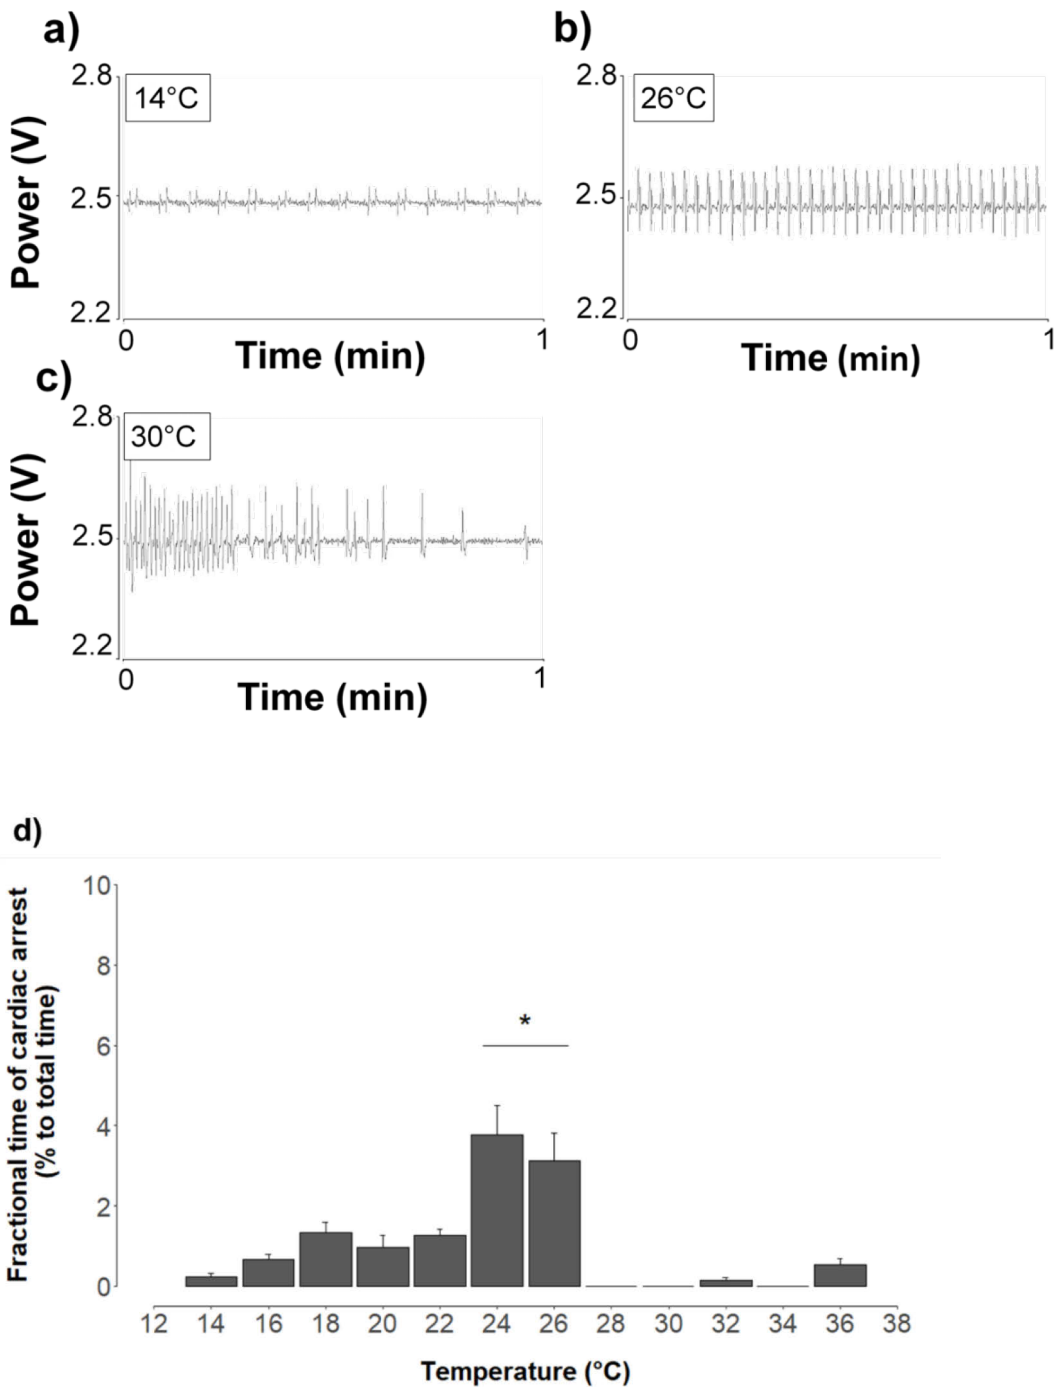 a)
2.8
14°C
Power (V)
2.5
2.2
0
1
Time (min)
b)
2.8
26°C
2.5
2.2
0
1
Time (min)
c)
2.8
30°C
Power (V)
2.5
2.2
0
1
Time (min)
d)
Fractional time of cardiac arrest
(% to total time)
10
8
6
4
2
0
*
12 14 16 18 20 22 24 26 28 30 32 34 36 38
Temperature (°C)